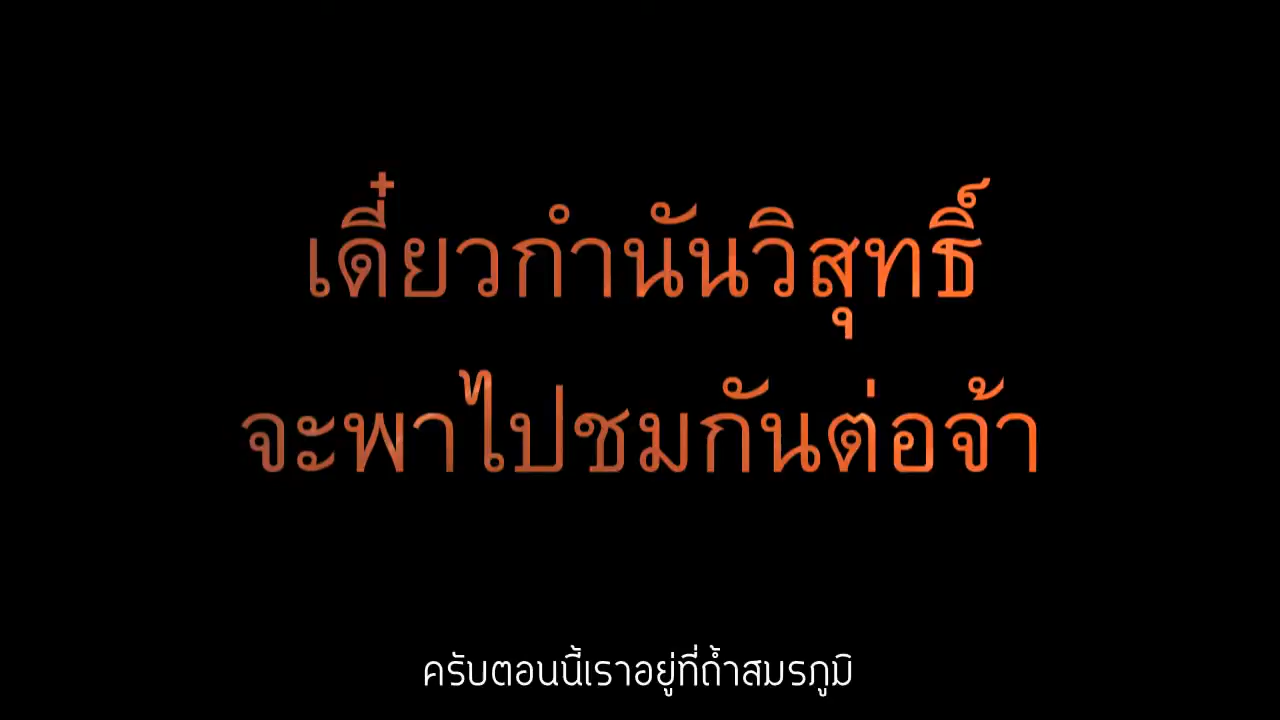 เดี๋ยวกำนันวิสุทธิ์
จะพาไปชมกันต่อจ้า
ครับตอนนี้เราอยู่ที่ถ้ำสมรภูมิ